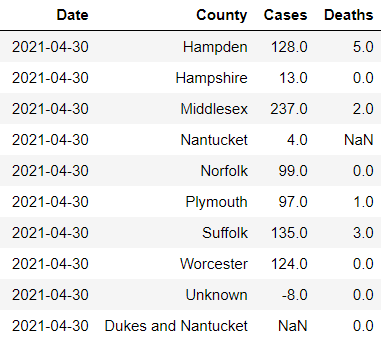 Date County Cases Deaths
2021-04-30 Hampden 128.0 5.0
2021-04-30 Hampshire 13.0 0.0
2021-04-30 Middlesex 237.0 2.0
2021-04-30 Nantucket 4.0 NaN
2021-04-30 Norfolk 99.0 0.0
2021-04-30 Plymouth 97.0 1.0
2021-04-30 Suffolk 135.0 3.0
2021-04-30 Worcester 124.0 0.0
2021-04-30 Unknown -8.0 0.0
2021-04-30 Dukes and Nantucket NaN 0.0